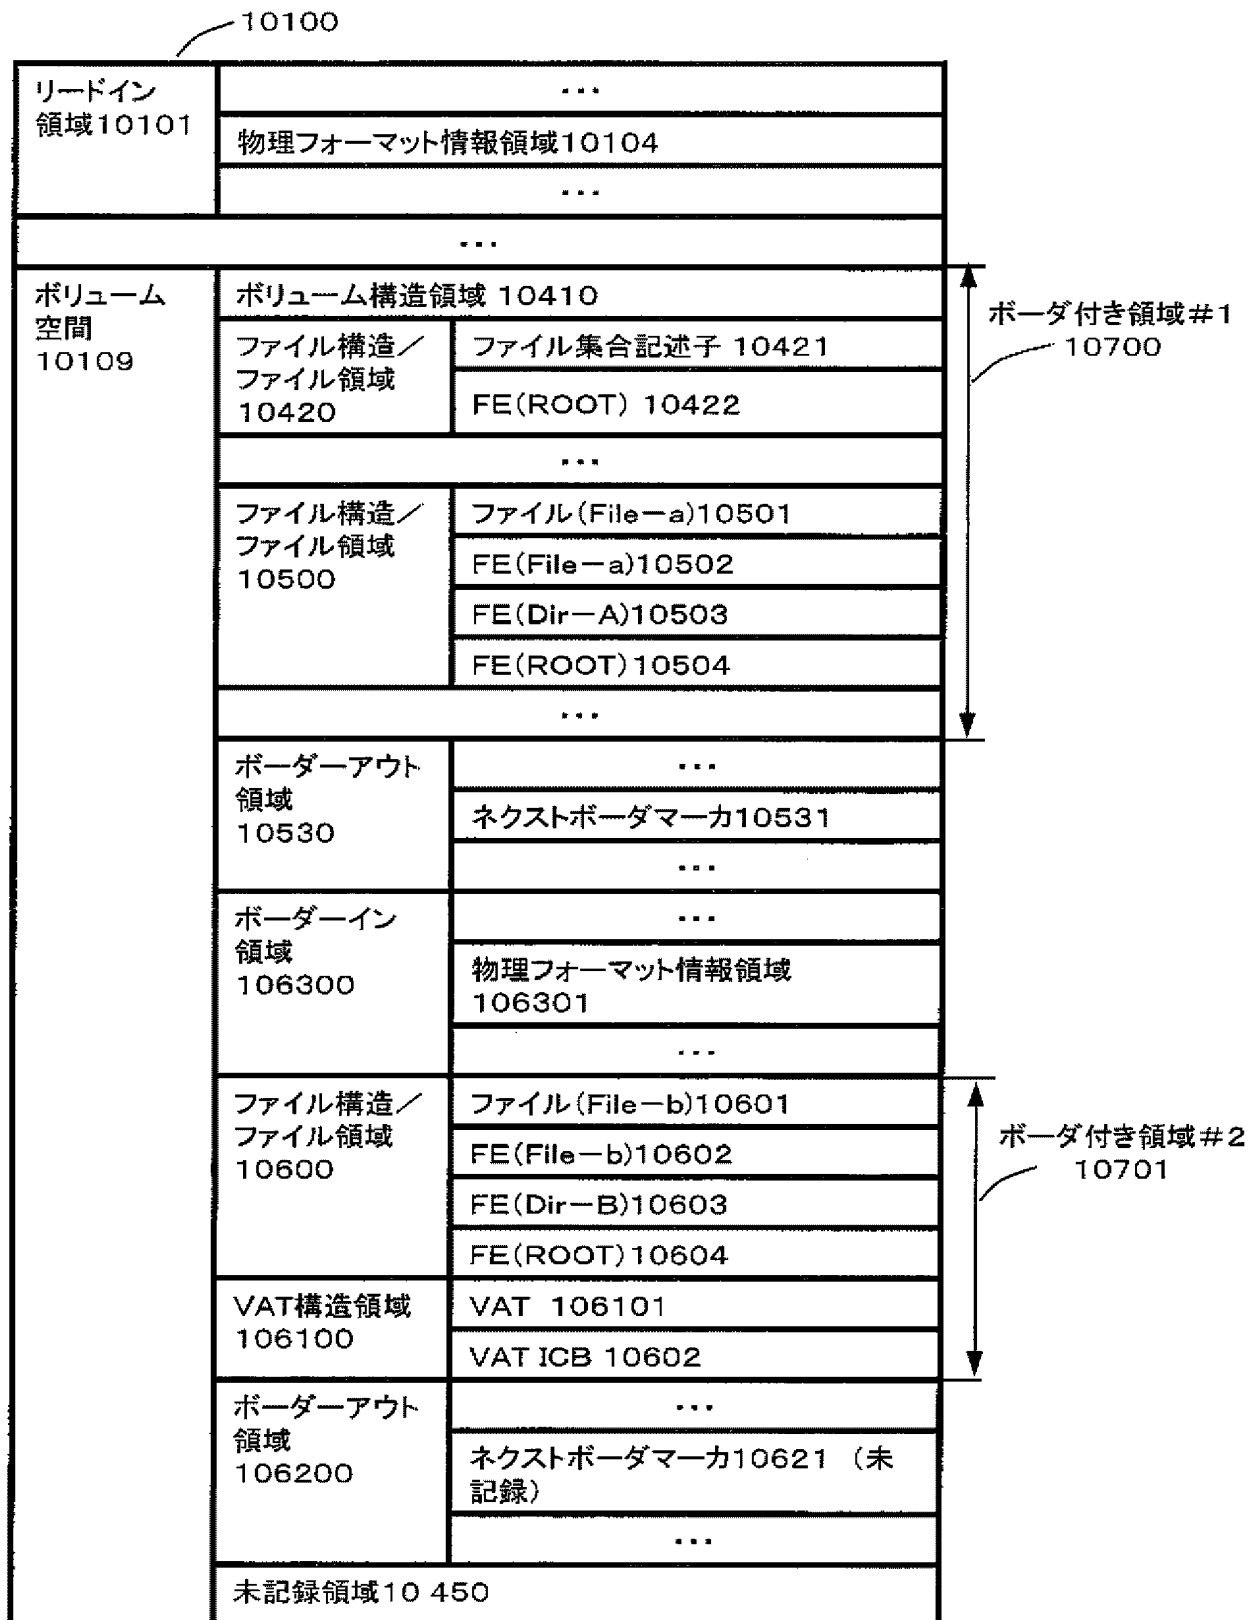 10100
リードイン
領域10101
...
物理フォーマット情報領域10104
...
...
ボリューム
空間
10109
ボリューム構造領域 10410
ファイル構造／
ファイル領域
10420
ファイル集合記述子 10421
FE(ROOT) 10422
...
ファイル構造／
ファイル領域
10500
ファイル(File－a)10501
FE(File－a)10502
FE(Dir－A)10503
FE(ROOT)10504
...
ボーダ付き領域＃1
10700
ボーダーアウト
領域
10530
...
ネクストボーダマーカ10531
...
ボーダーイン
領域
106300
...
物理フォーマット情報領域
106301
...
ファイル構造／
ファイル領域
10600
ファイル(File－b)10601
FE(File－b)10602
FE(Dir－B)10603
FE(ROOT)10604
VAT構造領域
106100
VAT 106101
VAT ICB 10602
ボーダ付き領域＃2
10701
ボーダーアウト
領域
106200
...
ネクストボーダマーカ10621 （未
記録）
...
未記録領域10 450